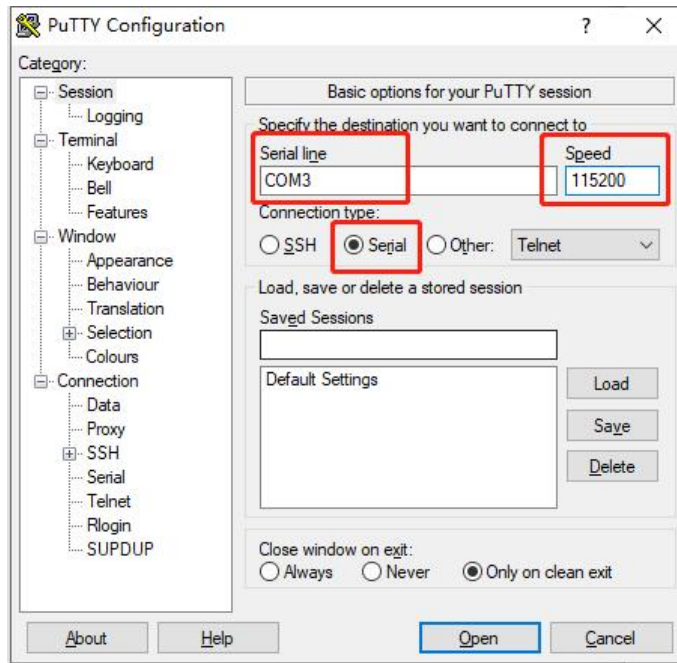 PuTTY Configuration
?
Category:
Session
Logging
Terminal
Keyboard
Bell
Features
Window
Appearance
Behaviour
Translation
Selection
Colours
Connection
Data
Proxy
SSH
Serial
Telnet
Rlogin
SUPDUP
Basic options for your PuTTY session
Specify the destination you want to connect to
Serial line Speed
COM3 115200
Connection type:
SSH Serial Other: Telnet
Load, save or delete a stored session
Saved Sessions
Default Settings
Load
Save
Delete
Close window on exit:
Always Never Only on clean exit
About Help Open Cancel